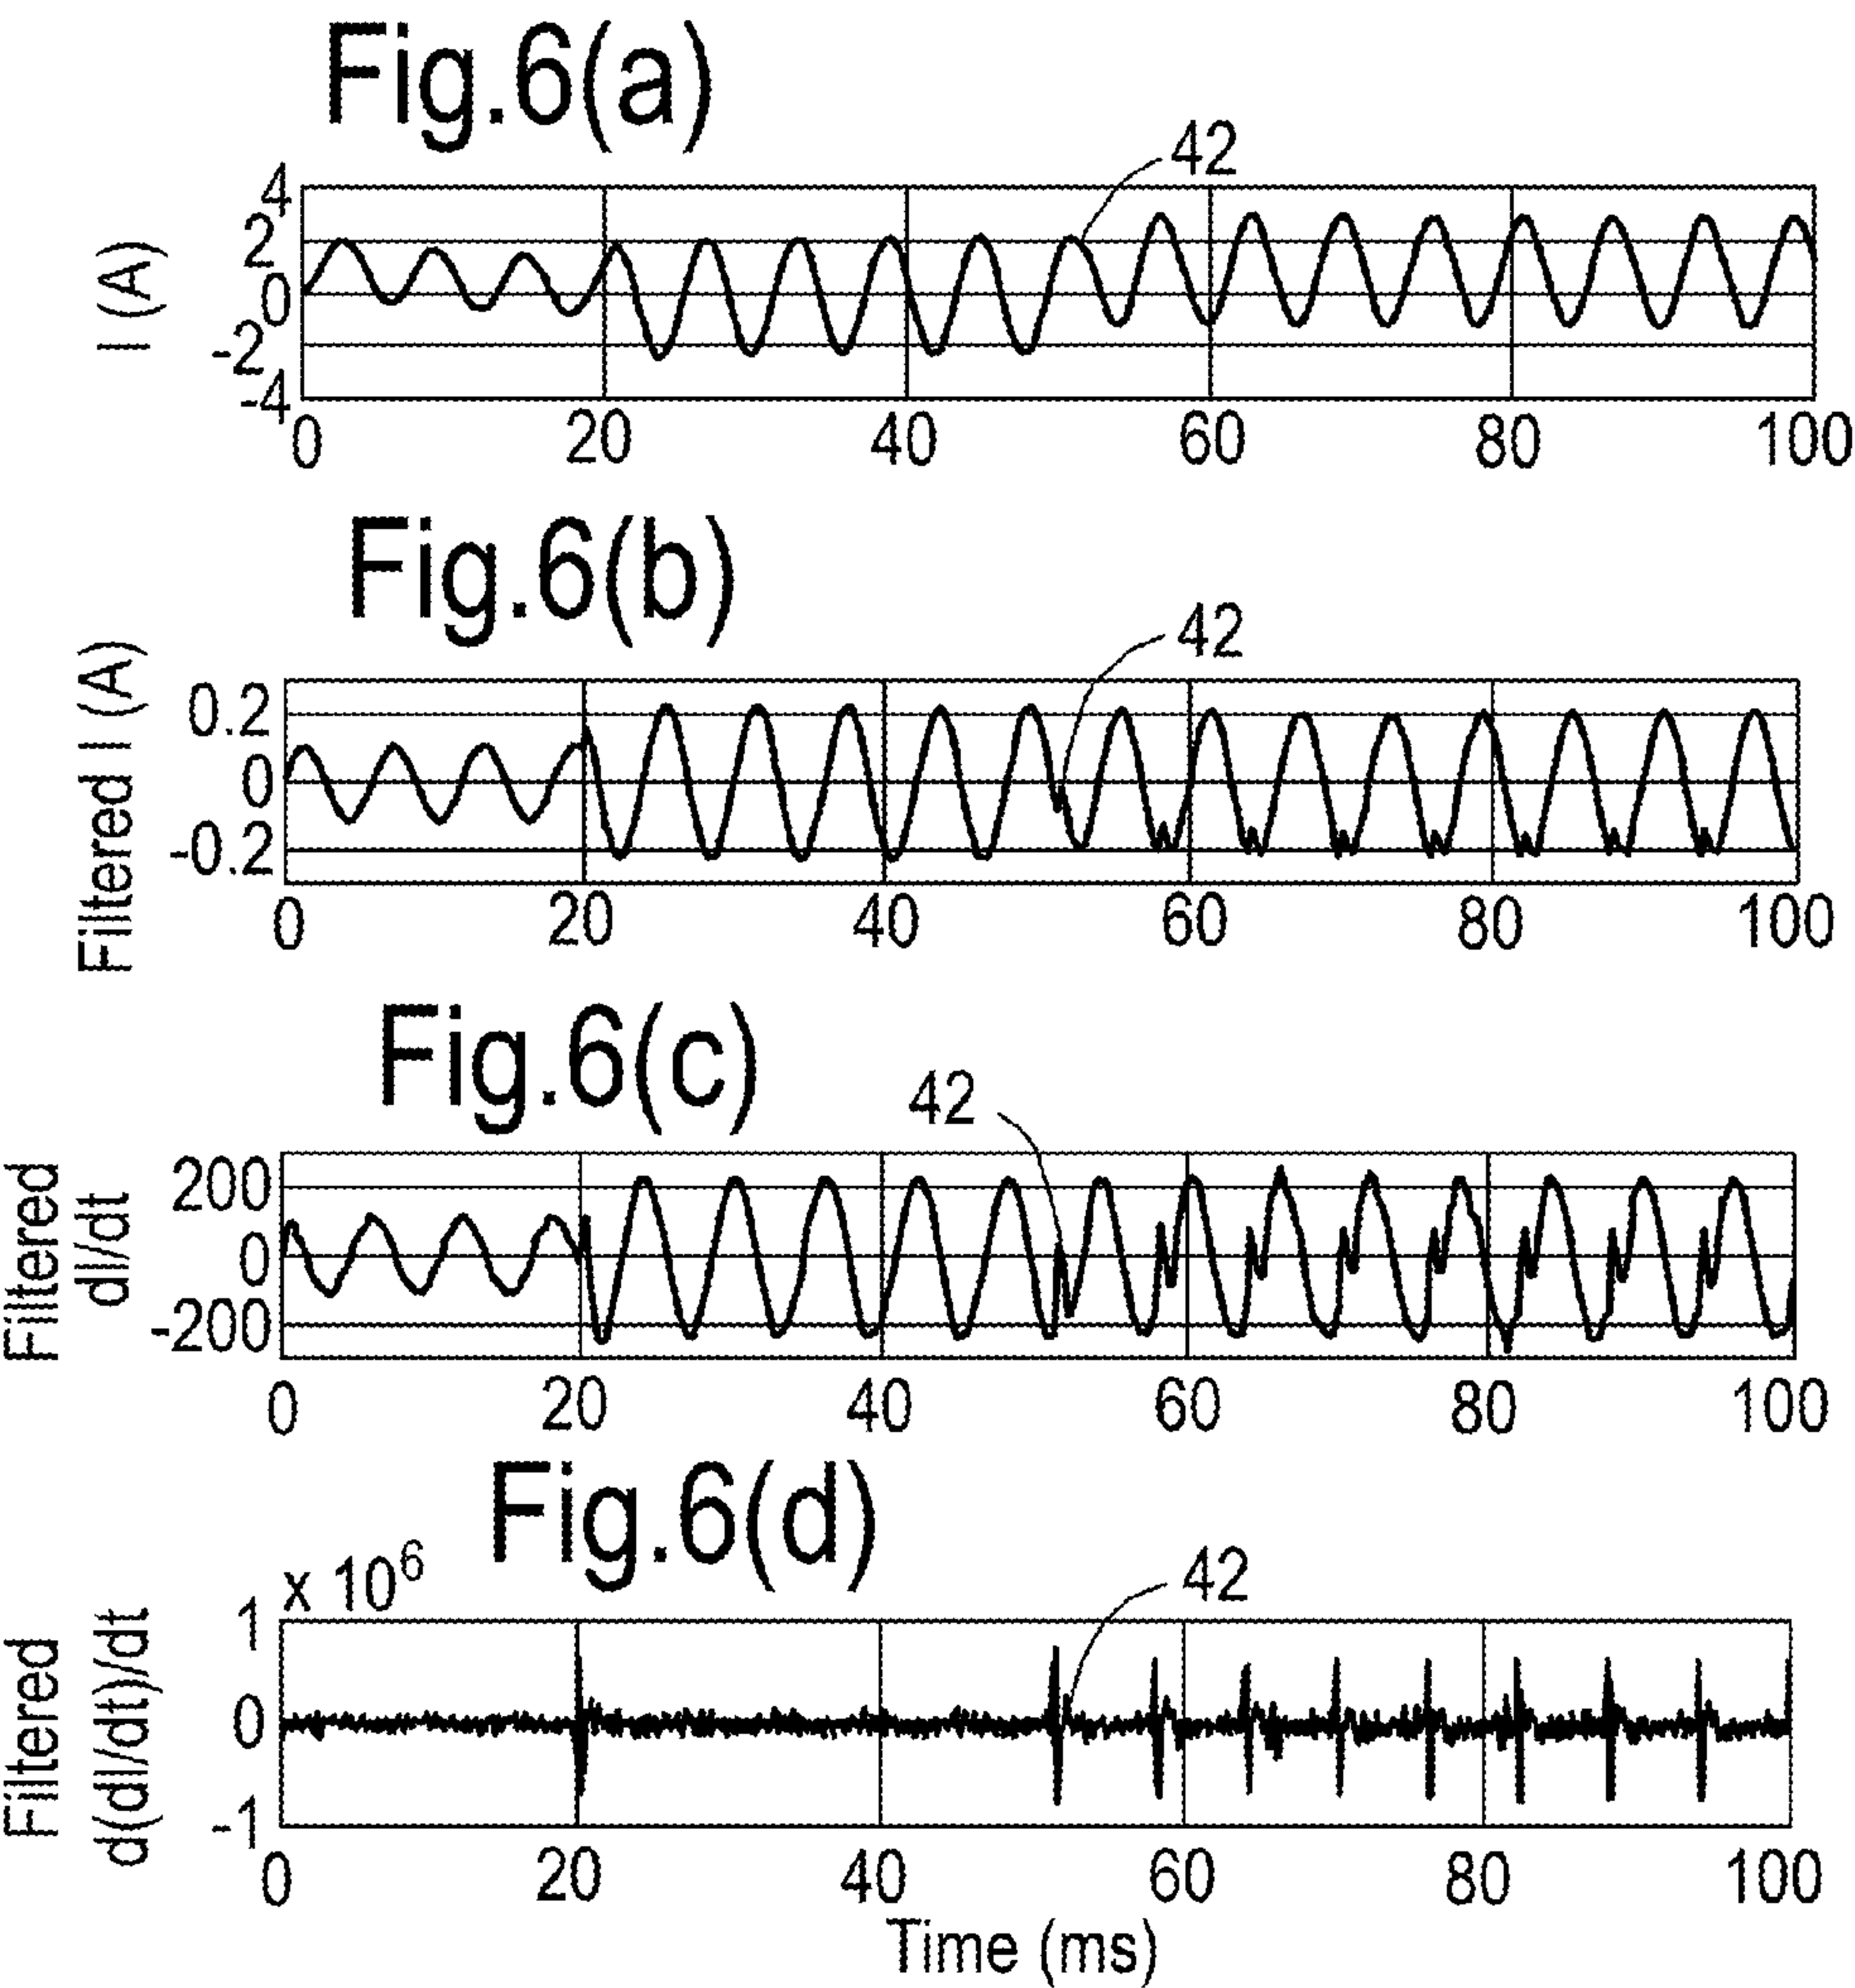 Fig.6(a)
42
I (A)
4
2
0
-2
-4
0 20 40 60 80 100
Fig.6(b)
42
Filtered I (A)
0.2
0
-0.2
0 20 40 60 80 100
Fig.6(c)
42
Filtered
dI/dt
200
0
-200
0 20 40 60 80 100
Fig.6(d)
x 10⁶
42
Filtered
d(dI/dt)/dt
1
0
-1
0 20 40 60 80 100
Time (ms)